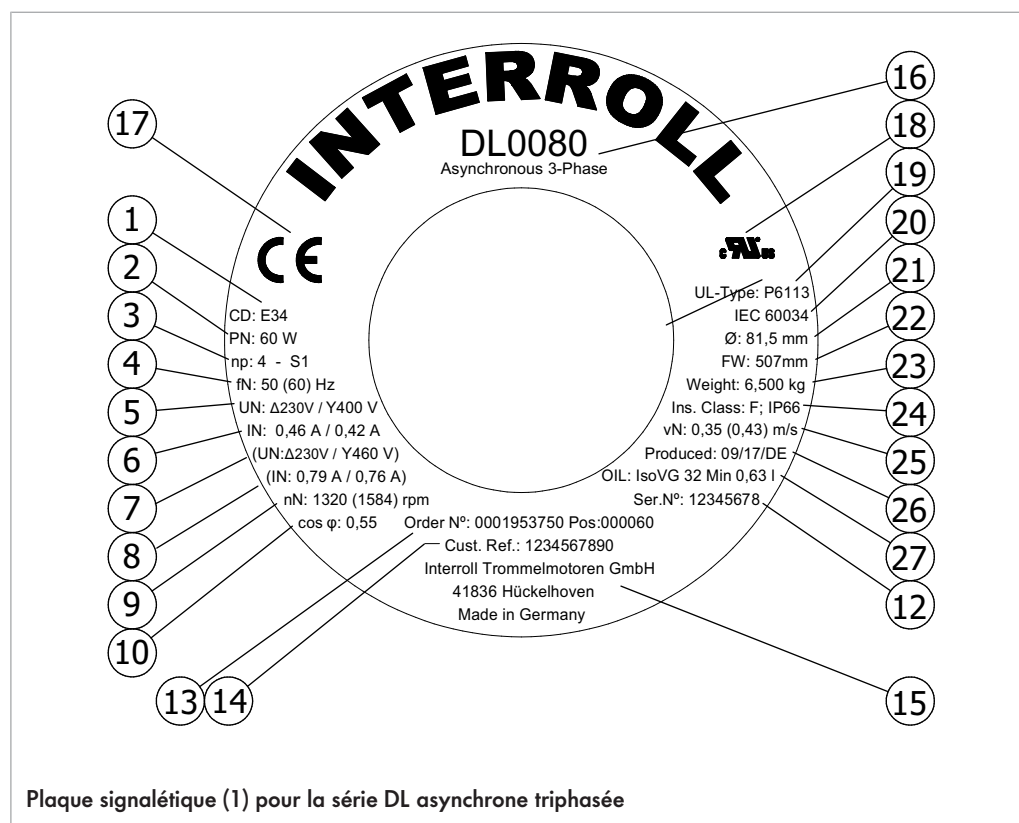 INTERROLL
DL0080
Asynchronous 3-Phase
16
17
18
19
1
20
2
21
3
22
4
23
5
24
6
25
7
26
8
27
9
12
10
13
14
15
CE
c UR us
UL-Type: P6113
CD: E34
IEC 60034
PN: 60 W
Ø: 81,5 mm
np: 4 - S1
FW: 507mm
fN: 50 (60) Hz
Weight: 6,500 kg
UN: Δ230V / Y400 V
Ins. Class: F; IP66
IN: 0,46 A / 0,42 A
vN: 0,35 (0,43) m/s
(UN:Δ230V / Y460 V)
Produced: 09/17/DE
(IN: 0,79 A / 0,76 A)
OIL: IsoVG 32 Min 0,63 l
nN: 1320 (1584) rpm
Ser.Nº: 12345678
cos φ: 0,55
Order Nº: 0001953750 Pos:000060
Cust. Ref.: 1234567890
Interroll Trommelmotoren GmbH
41836 Hückelhoven
Made in Germany
Plaque signalétique (1) pour la série DL asynchrone triphasée